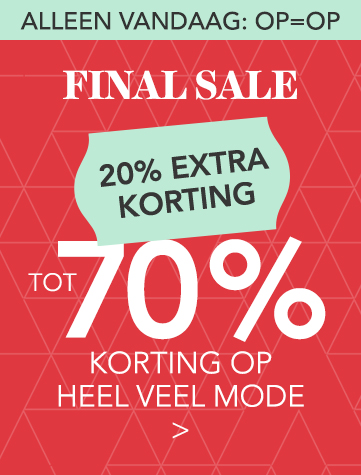 ALLEEN VANDAAG: OP=OP
FINAL SALE
20% EXTRA
KORTING
TOT 70%
KORTING OP
HEEL VEEL MODE
>